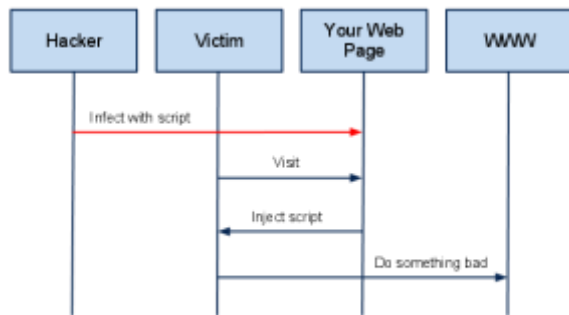 Hacker
Victim
Your Web
Page
WWW
Infect with script
Visit
Inject script
Do something bad